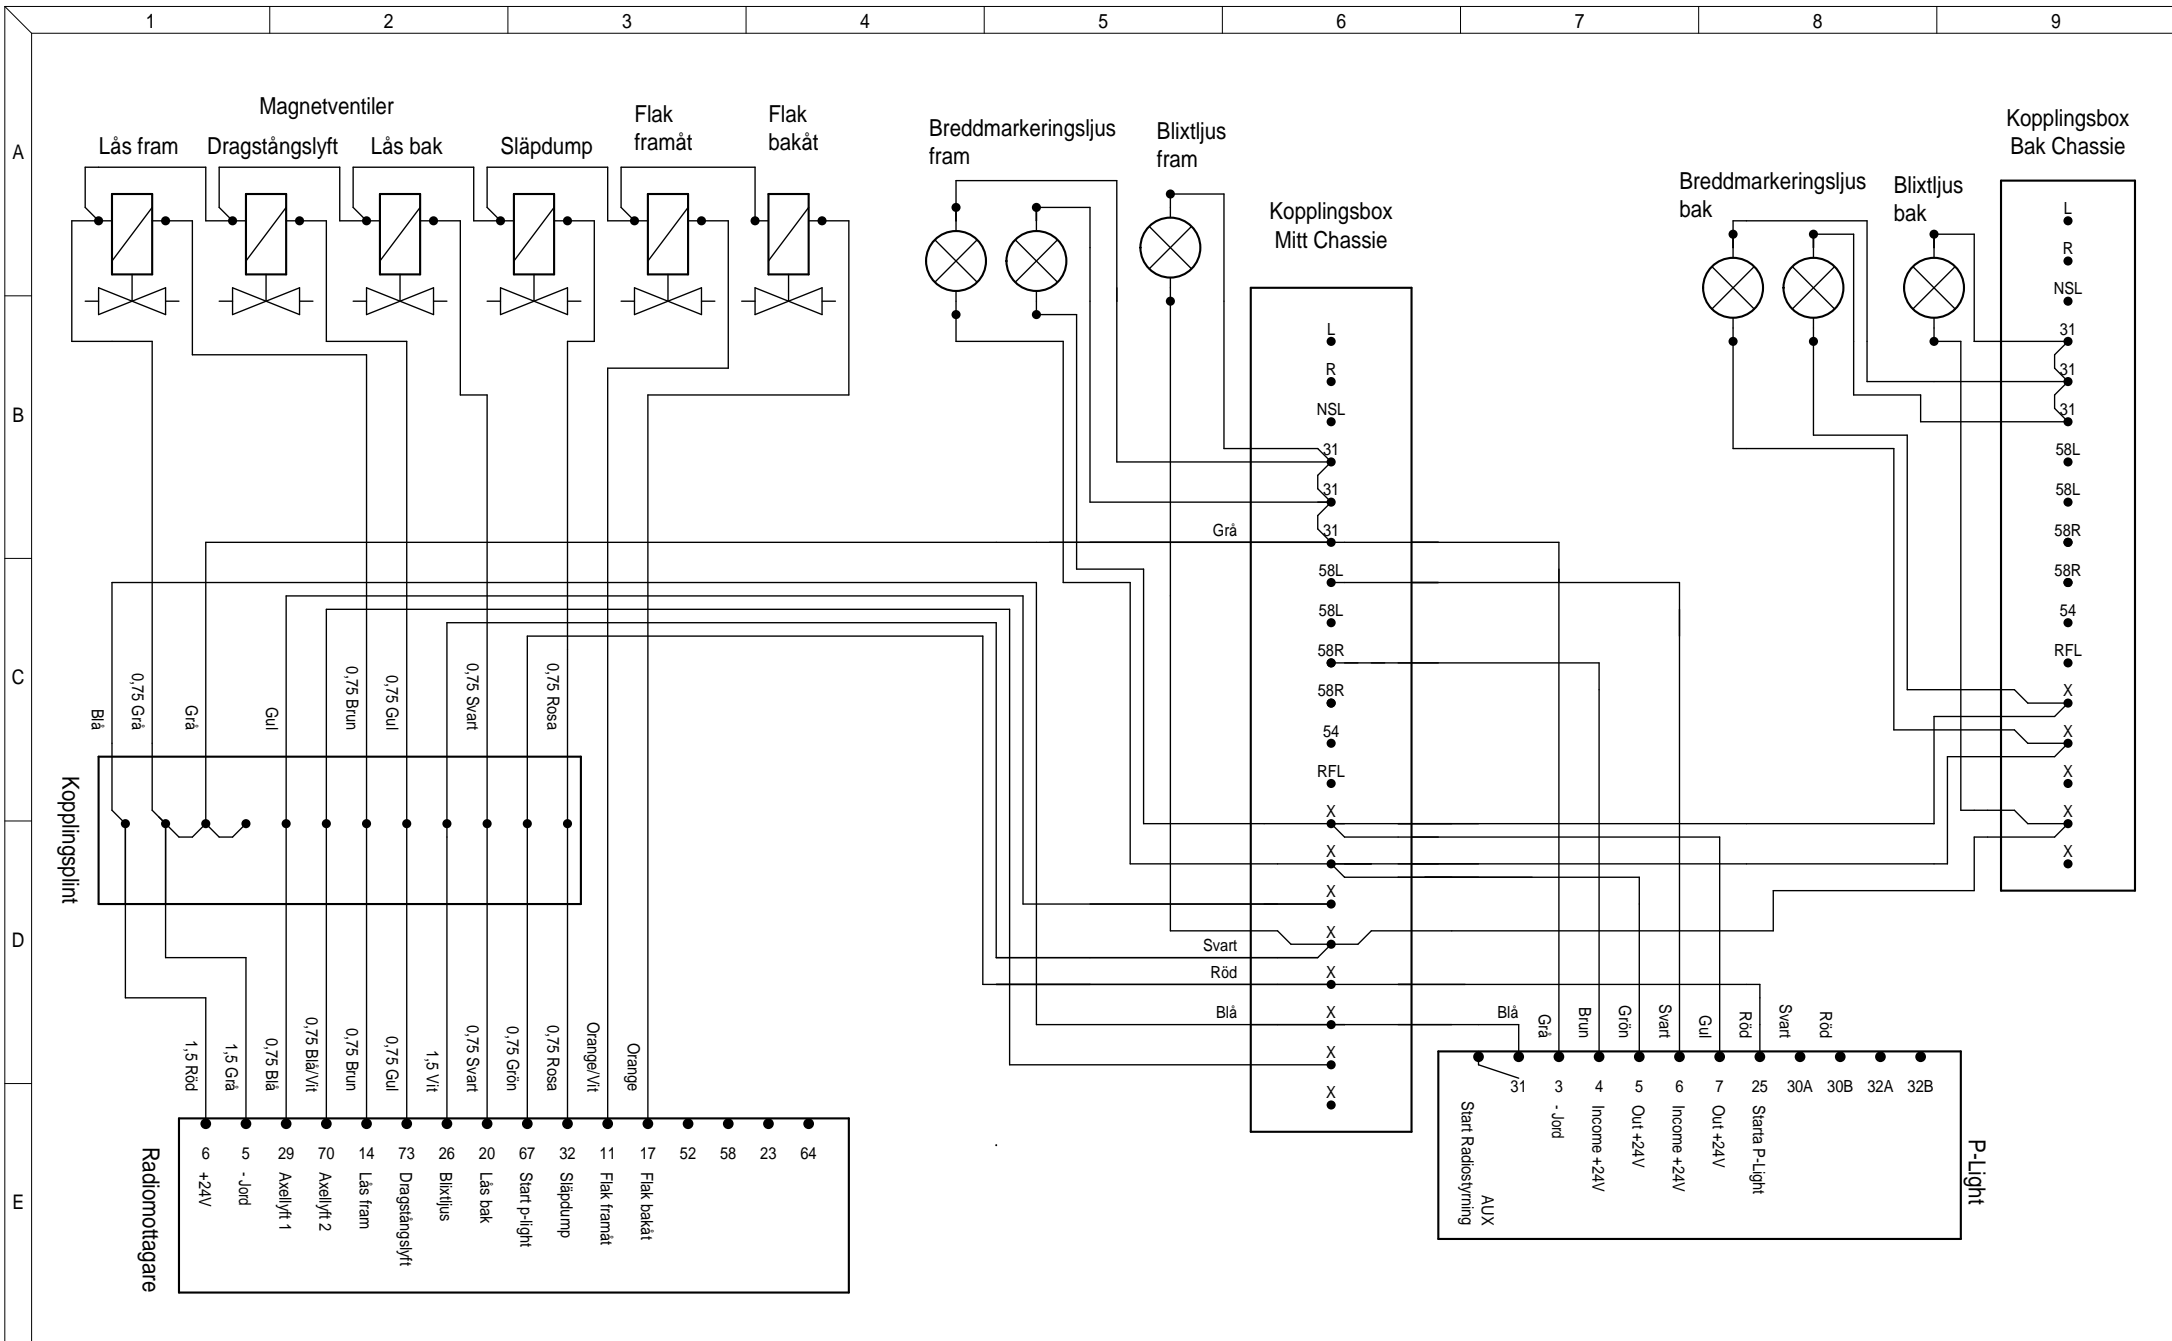 1 2 3 4 5 6 7 8 9
A
B
C
D
E
Magnetventiler
Lås fram
Dragstångslyft
Lås bak
Släpdump
Flak
framåt
Flak
bakåt
Breddmarkeringsljus
fram
Blixtljus
fram
Kopplingsbox
Mitt Chassie
L
R
NSL
31
31
31
58L
58L
58R
58R
54
RFL
X
X
X
X
X
X
X
X
Grå
Svart
Röd
Blå
Breddmarkeringsljus
bak
Blixtljus
bak
Kopplingsbox
Bak Chassie
L
R
NSL
31
31
31
58L
58L
58R
58R
54
RFL
X
X
X
X
X
Blå
0,75 Grå
Grå
Gul
0,75 Brun
0,75 Gul
0,75 Svart
0,75 Rosa
Kopplingsplint
1,5 Röd
1,5 Grå
0,75 Blå
0,75 Blå/Vit
0,75 Brun
0,75 Gul
1,5 Vit
0,75 Svart
0,75 Grön
0,75 Rosa
Orange/Vit
Orange
6 5 29 70 14 73 26 20 67 32 11 17 52 58 23 64
+24V
- Jord
Axellyft 1
Axellyft 2
Lås fram
Dragstångslyft
Blixtljus
Lås bak
Start p-light
Släpdump
Flak framåt
Flak bakåt
Radiomottagare
Blå
Grå
Brun
Grön
Svart
Gul
Röd
Svart
Röd
31 3 4 5 6 7 25 30A 30B 32A 32B
AUX
Start Radiostyrning
- Jord
Income +24V
Out +24V
Income +24V
Out +24V
Starta P-Light
P-Light